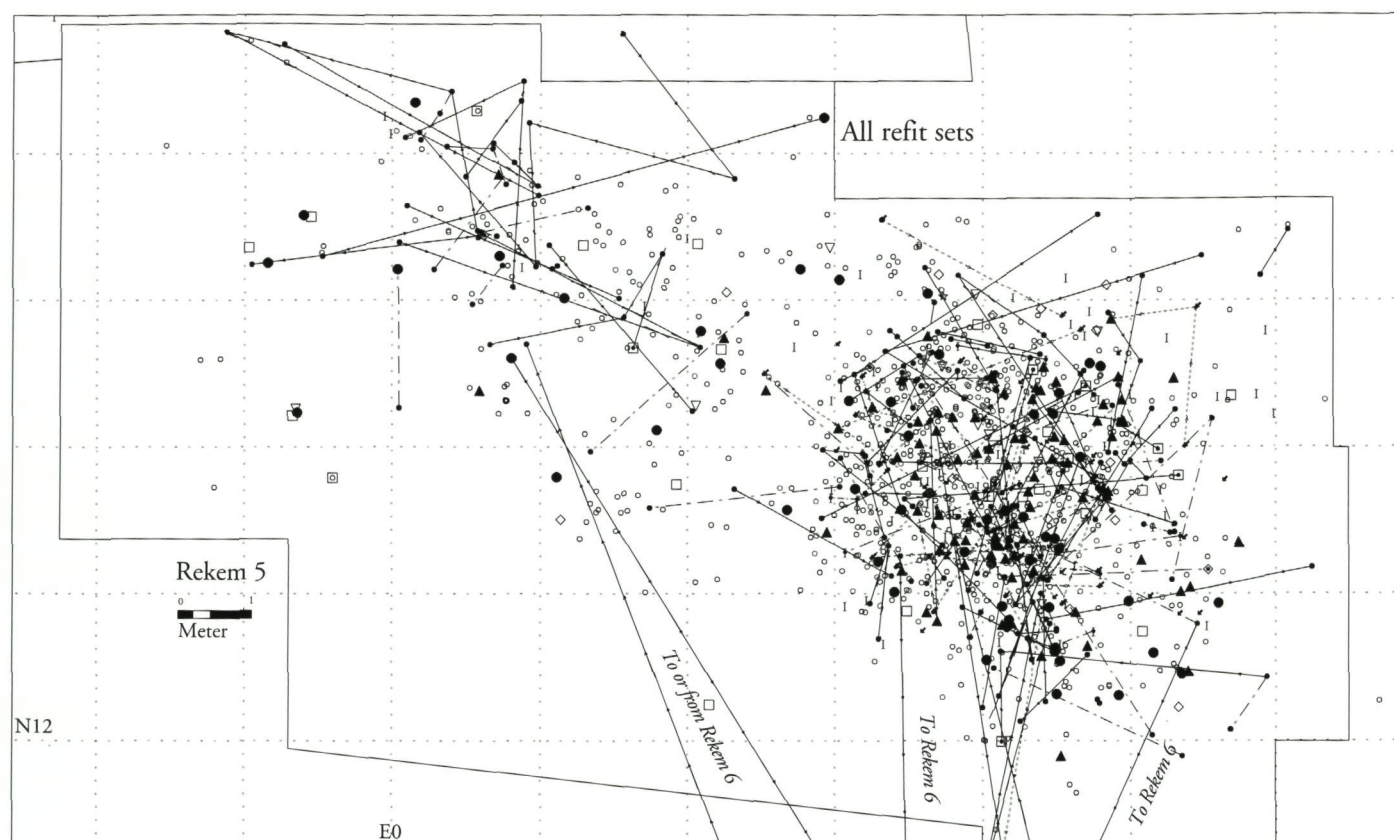 All refit sets
Rekem 5
0 1
Meter
To or from Rekem 6
To Rekem 6
To Rekem 6
N12
E0